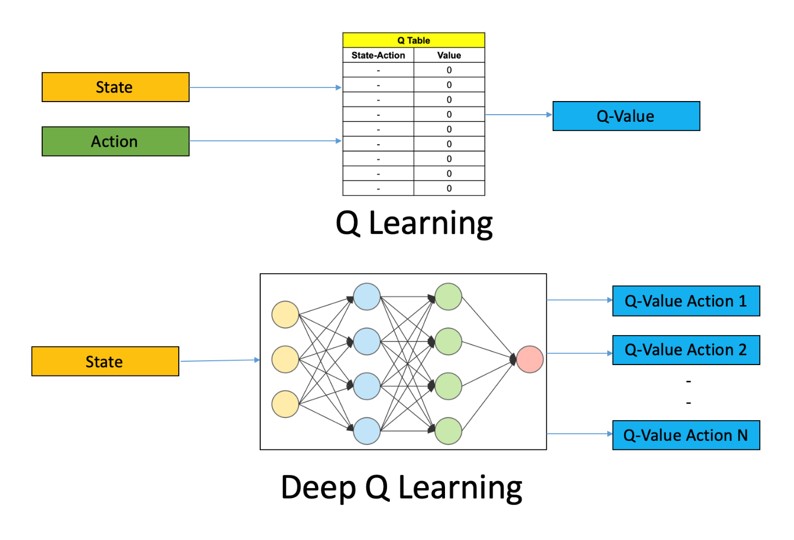 Q Table
State-Action Value
- 0
- 0
- 0
- 0
- 0
- 0
- 0
- 0
- 0
State
Action
Q-Value
Q Learning
State
Q-Value Action 1
Q-Value Action 2
-
-
Q-Value Action N
Deep Q Learning